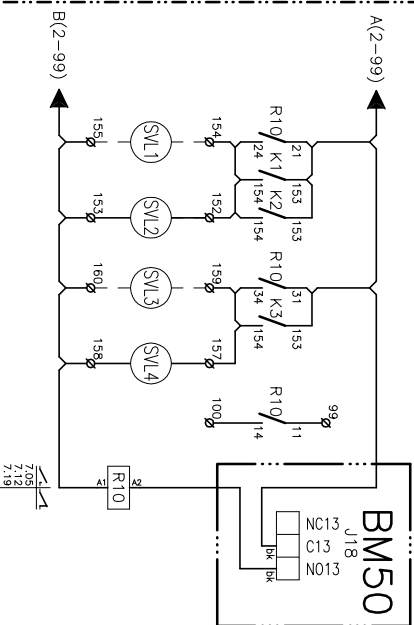 B(2-99)
A(2-99)
155
SVL1
154
R10
24
21
K1
154
153
K2
154
153
153
SVL2
152
160
SVL3
159
R10
34
31
K3
154
153
158
SVL4
157
R10
100
14
11
99
A1
R10
A2
7.05
7.12
7.19
BM50
J18
NC13
C13
NO13
bk
bk